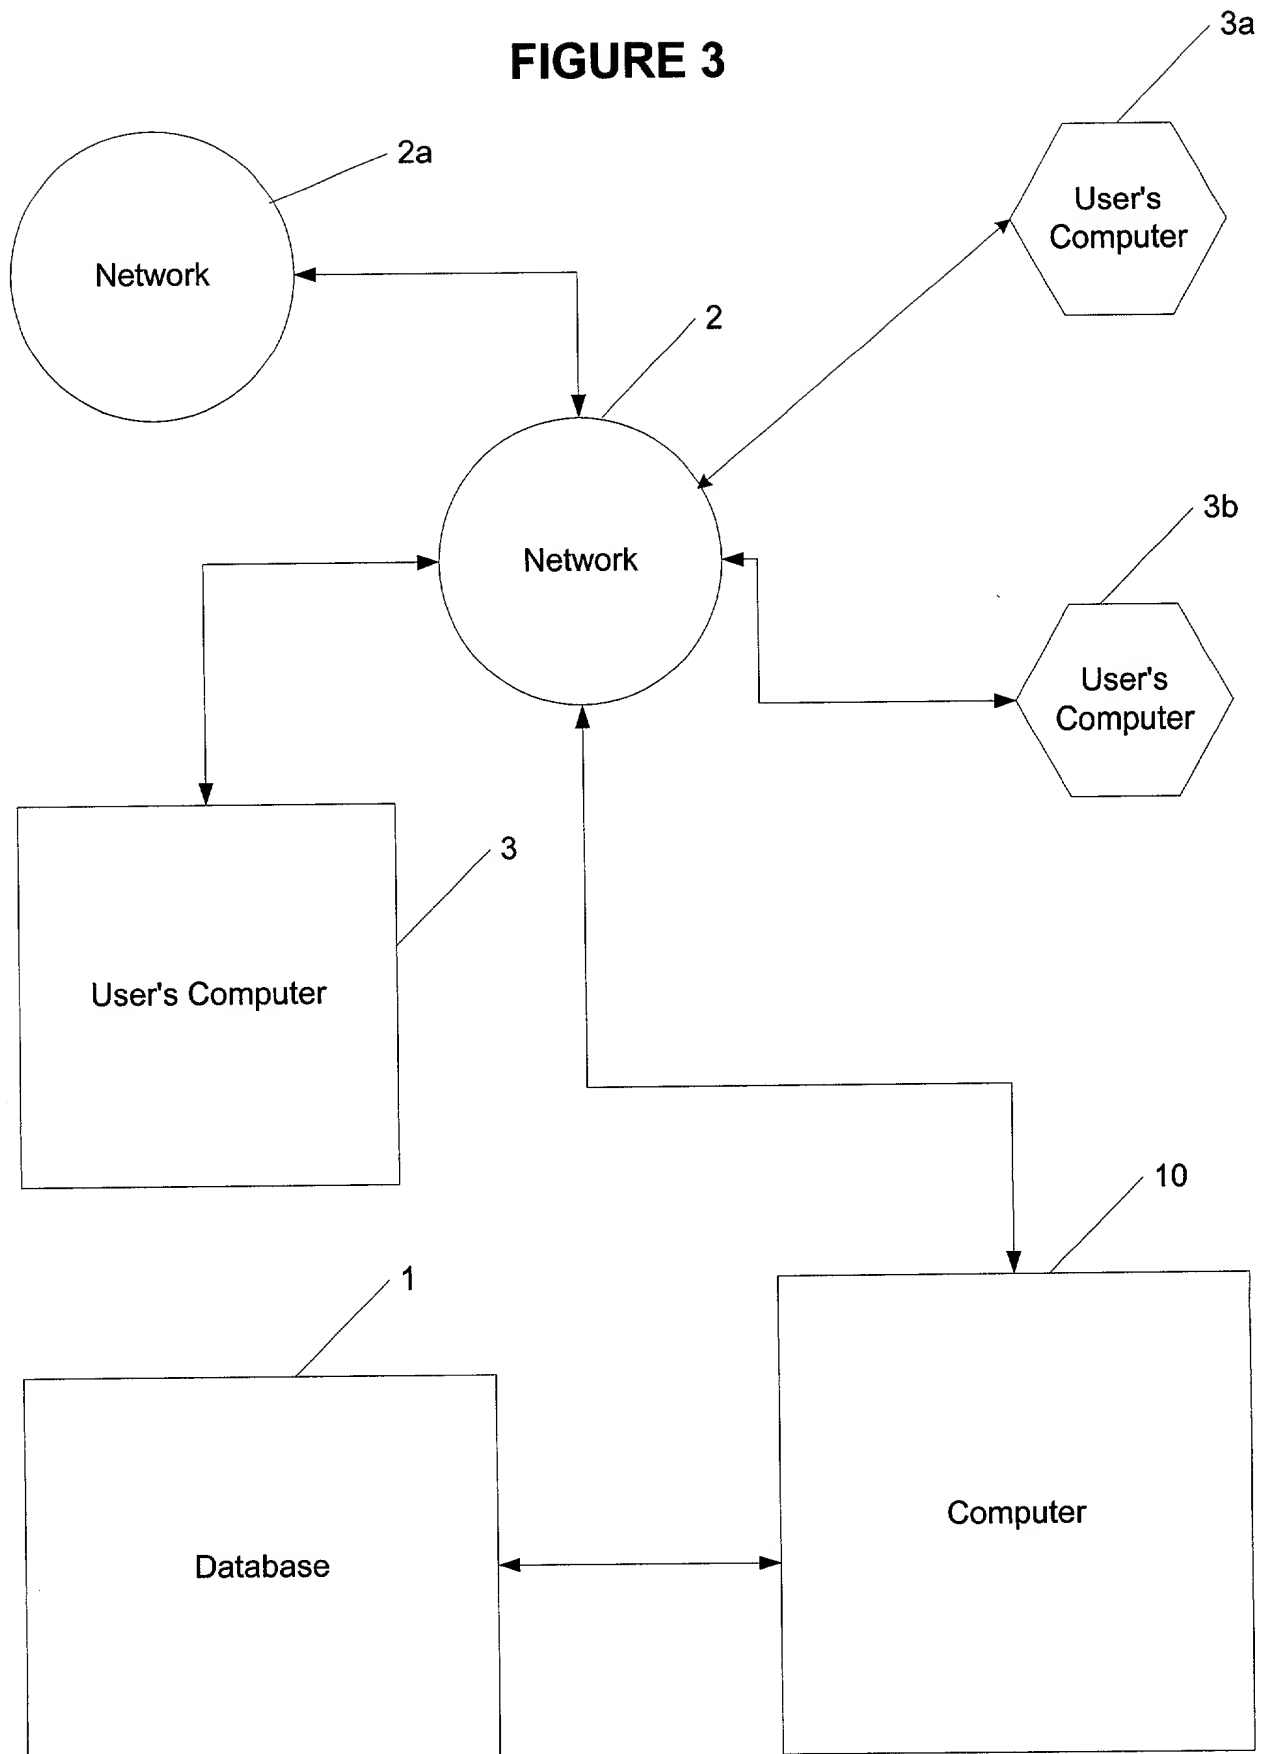 FIGURE 3
3a
2a
User's
Computer
Network
2
3b
Network
User's
Computer
3
User's Computer
10
1
Computer
Database